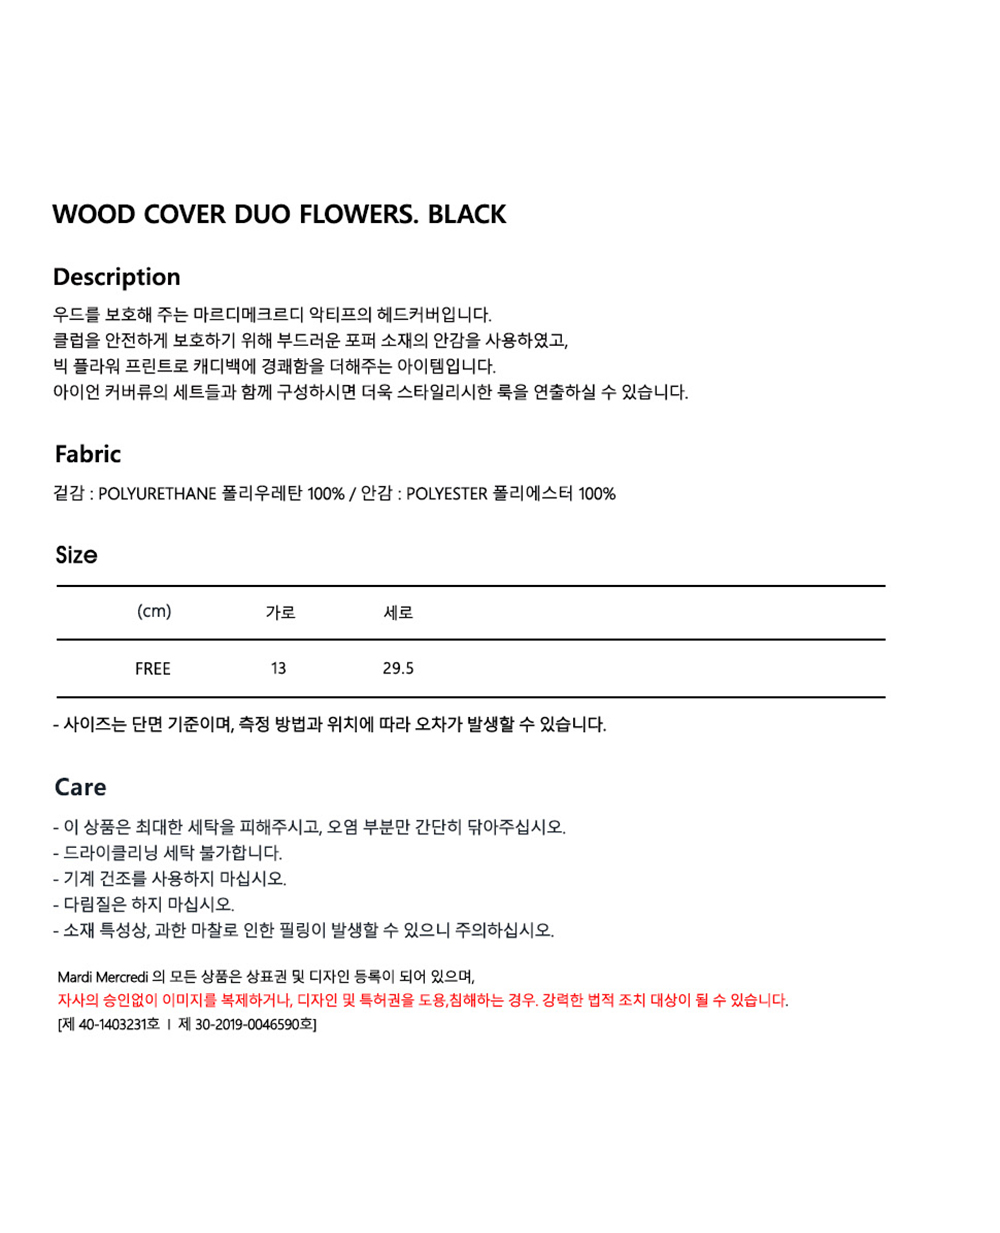 WOOD COVER DUO FLOWERS. BLACK
Description
우드를 보호해 주는 마르디메크르디 악티프의 헤드커버입니다.
클럽을 안전하게 보호하기 위해 부드러운 포퍼 소재의 안감을 사용하였고,
빅 플라워 프린트로 캐디백에 경쾌함을 더해주는 아이템입니다.
아이언 커버류의 세트들과 함께 구성하시면 더욱 스타일리시한 룩을 연출하실 수 있습니다.
Fabric
겉감 : POLYURETHANE 폴리우레탄 100% / 안감 : POLYESTER 폴리에스터 100%
Size
(cm) 가로 세로
FREE 13 29.5
- 사이즈는 단면 기준이며, 측정 방법과 위치에 따라 오차가 발생할 수 있습니다.
Care
- 이 상품은 최대한 세탁을 피해주시고, 오염 부분만 간단히 닦아주십시오.
- 드라이클리닝 세탁 불가합니다.
- 기계 건조를 사용하지 마십시오.
- 다림질은 하지 마십시오.
- 소재 특성상, 과한 마찰로 인한 필링이 발생할 수 있으니 주의하십시오.
Mardi Mercredi 의 모든 상품은 상표권 및 디자인 등록이 되어 있으며,
자사의 승인없이 이미지를 복제하거나, 디자인 및 특허권을 도용,침해하는 경우. 강력한 법적 조치 대상이 될 수 있습니다.
[제 40-1403231호 ㅣ 제 30-2019-0046590호]